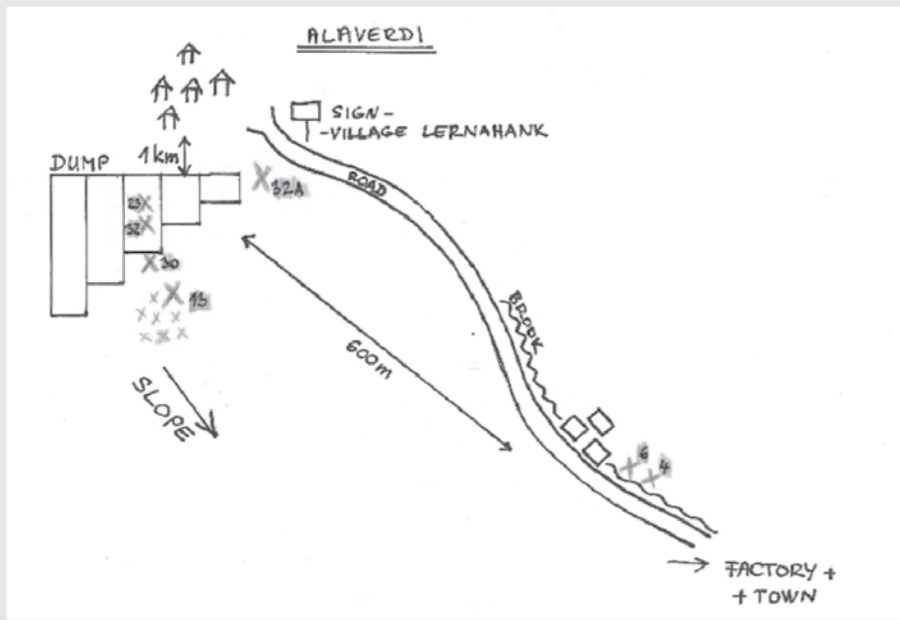 ALAVERDI
SIGN-
-VILLAGE LERNAHANK
DUMP
1km
ROAD
32A
23
32
30
13
BROOK
600m
SLOPE
6
4
FACTORY +
+ TOWN